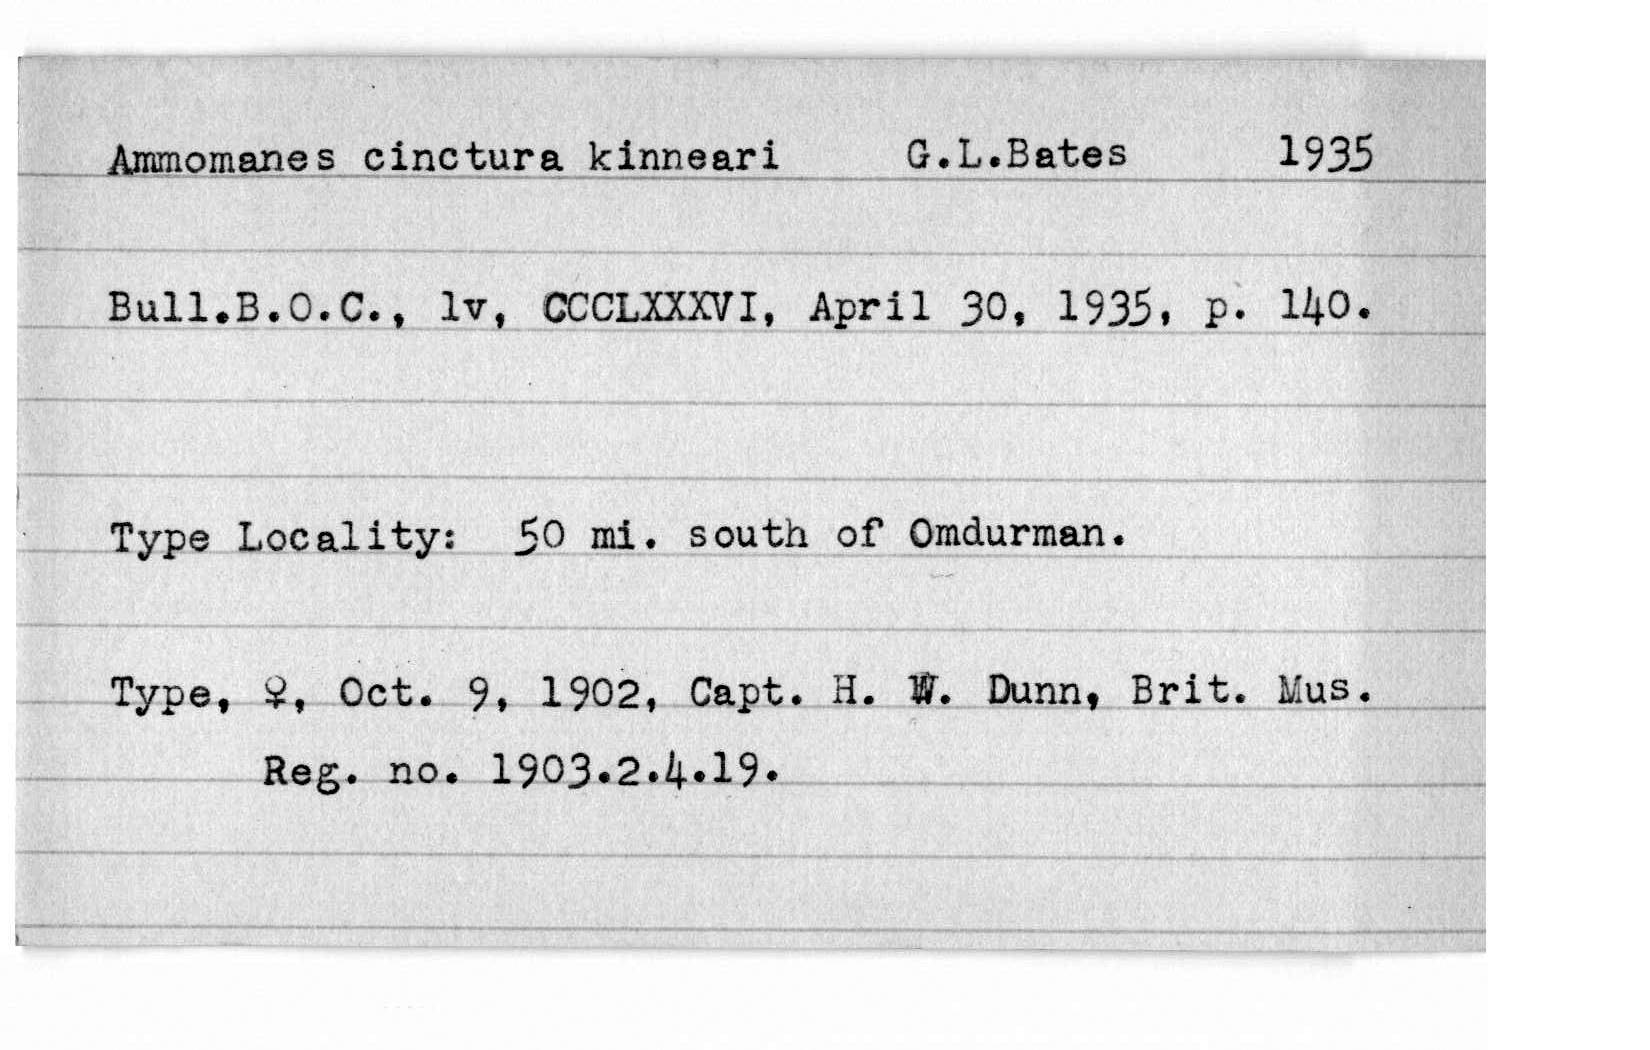 Ammomanes cinctura kinneari G.L.Bates 1935
Bull.B.O.C., lv, CCCLXXXVI, April 30, 1935, p. 140.
Type Locality: 50 mi. south of Omdurman.
Type, ♀, Oct. 9, 1902, Capt. H. W. Dunn, Brit. Mus.
Reg. no. 1903.2.4.19.